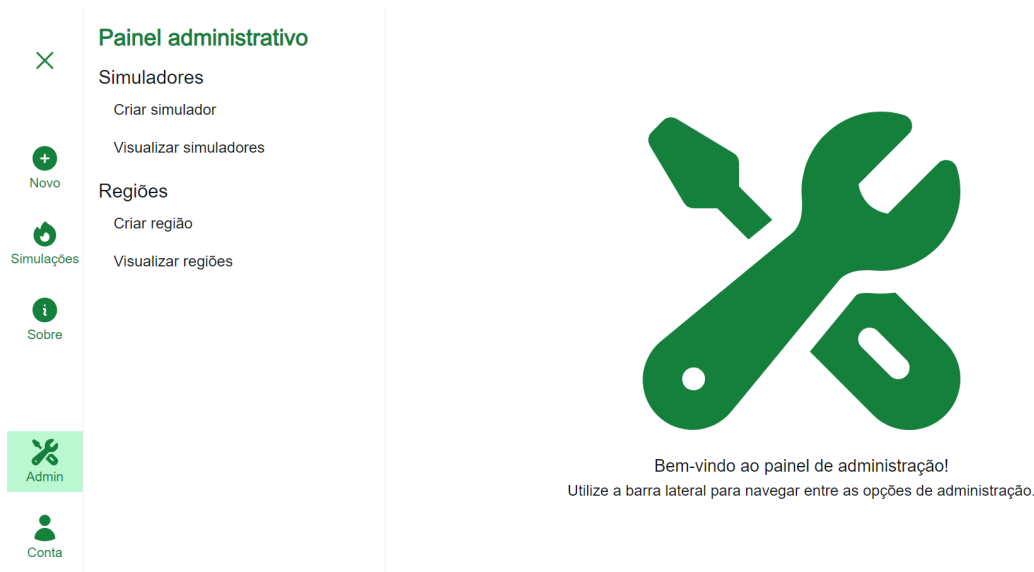 Novo
Simulações
Sobre
Admin
Conta
Painel administrativo
Simuladores
Criar simulador
Visualizar simuladores
Regiões
Criar região
Visualizar regiões
Bem-vindo ao painel de administração!
Utilize a barra lateral para navegar entre as opções de administração.